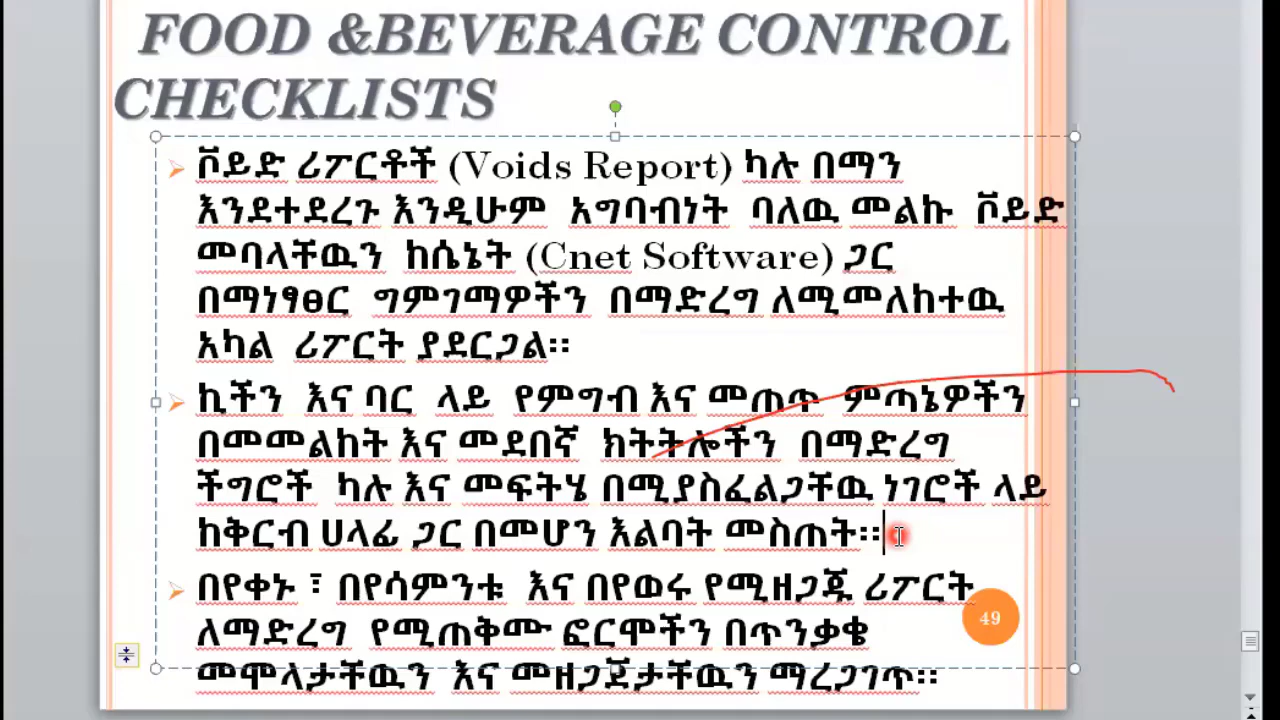 FOOD &BEVERAGE CONTROL
CHECKLISTS
ቮይድ ሪፖርቶች (Voids Report) ካሉ በማን
እንደተደረጉ እንዲሁም አግባብነት ባለዉ መልኩ ቮይድ
መባላቸዉን ከሴኔት (Cnet Software) ጋር
በማነፃፀር ግምገማዎችን በማድረግ ለሚመለከተዉ
አካል ሪፖርት ያደርጋል፡፡
ኪችን እና ባር ላይ የምግብ እና መጠጥ ምጣኔዎችን
በመመልከት እና መደበኛ ክትትሎችን በማድረግ
ችግሮች ካሉ እና መፍትሄ በሚያስፈልጋቸዉ ነገሮች ላይ
ከቅርብ ሀላፊ ጋር በመሆን እልባት መስጠት፡፡
በየቀኑ ፣ በየሳምንቱ እና በየወሩ የሚዘጋጁ ሪፖርት
ለማድረግ የሚጠቅሙ ፎርሞችን በጥንቃቄ
መሞላታቸዉን እና መዘጋጀታቸዉን ማረጋገጥ፡፡
49